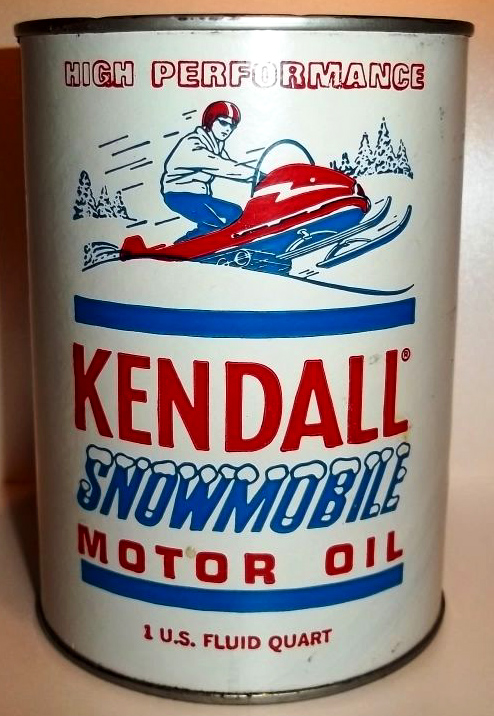 HIGH PERFORMANCE
KENDALL®
SNOWMOBILE
MOTOR OIL
1 U.S. FLUID QUART